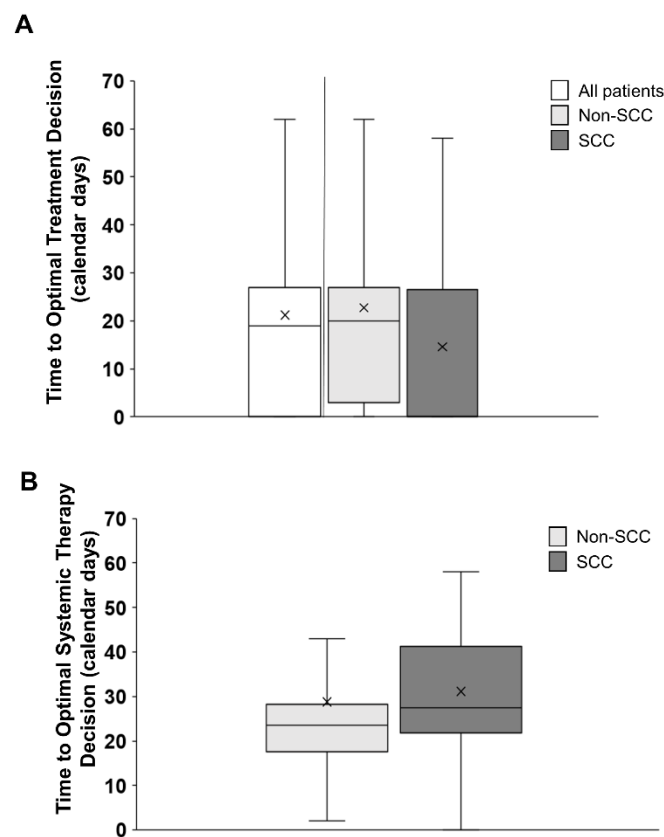 A
Time to Optimal Treatment Decision
(calendar days)
70
60
50
40
30
20
10
0
All patients
Non-SCC
SCC
B
Time to Optimal Systemic Therapy
Decision (calendar days)
70
60
50
40
30
20
10
0
Non-SCC
SCC